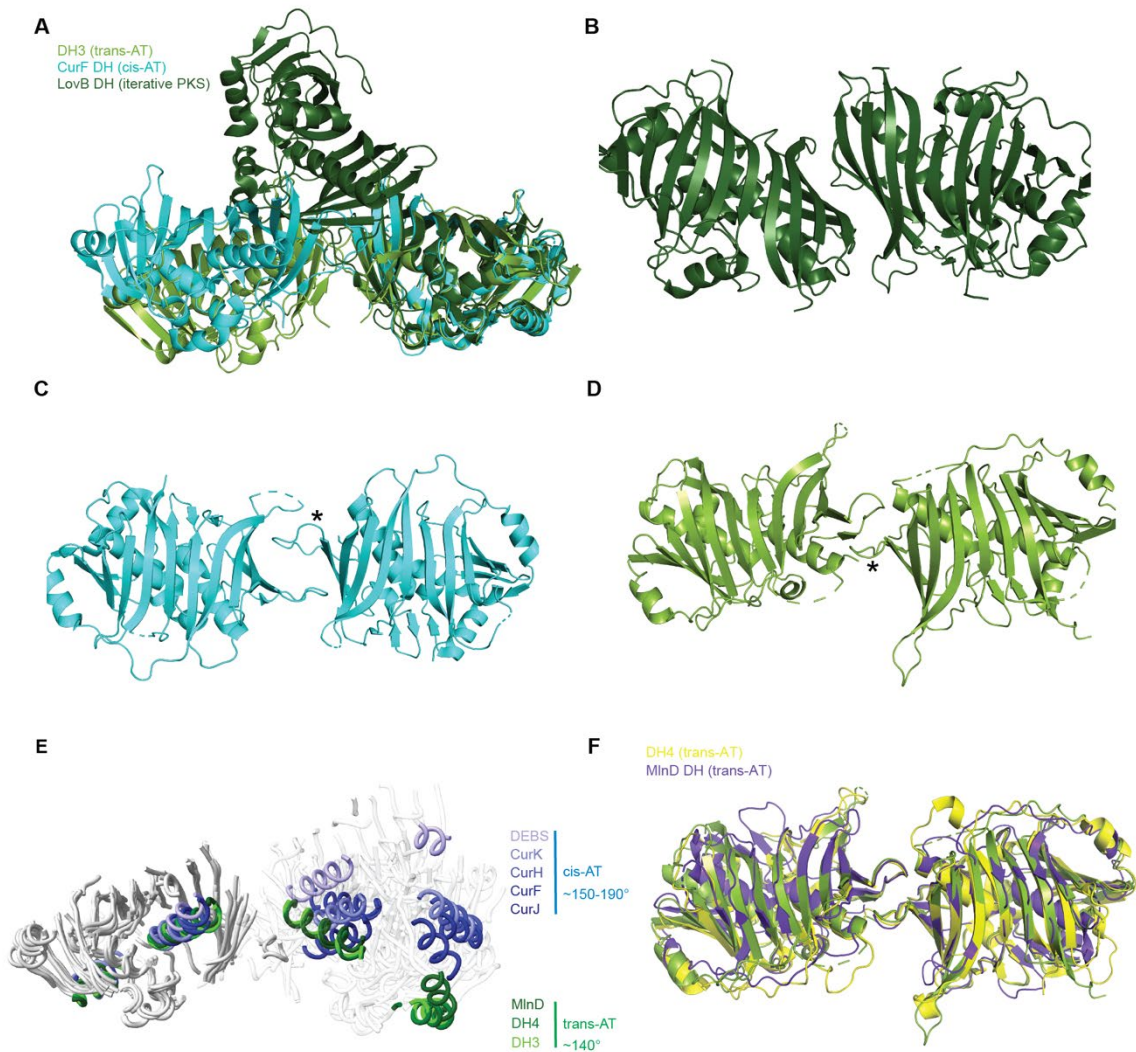 A
DH3 (trans-AT)
CurF DH (cis-AT)
LovB DH (iterative PKS)
B
C
*
D
*
E
DEBS
CurK
CurH
CurF
CurJ
cis-AT
~150-190°
MlnD
DH4
DH3
trans-AT
~140°
F
DH4 (trans-AT)
MlnD DH (trans-AT)